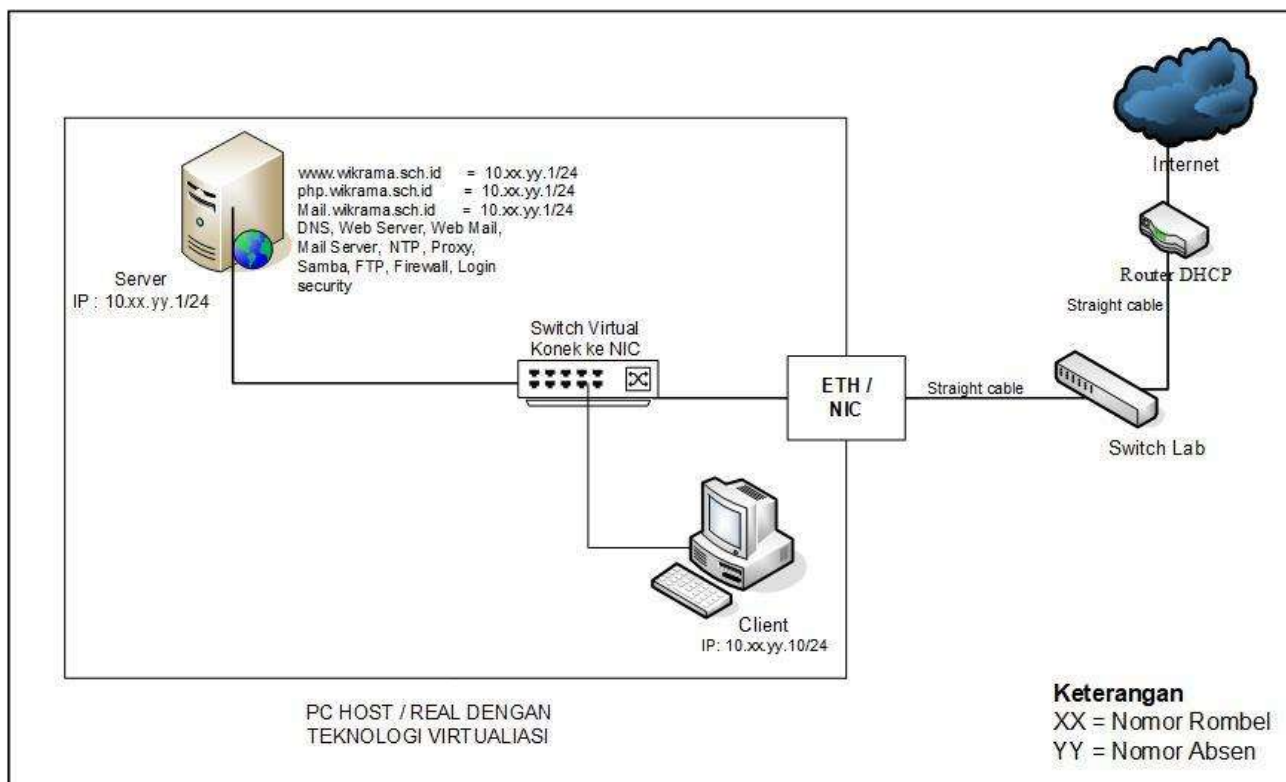 www.wikrama.sch.id = 10.xx.yy.1/24
php.wikrama.sch.id = 10.xx.yy.1/24
Mail.wikrama.sch.id = 10.xx.yy.1/24
DNS, Web Server, Web Mail,
Mail Server, NTP, Proxy,
Samba, FTP, Firewall, Login
security
Server
IP : 10.xx.yy.1/24
Switch Virtual
Konek ke NIC
ETH /
NIC
Straight cable
Internet
Router DHCP
Straight cable
Switch Lab
Client
IP: 10.xx.yy.10/24
PC HOST / REAL DENGAN
TEKNOLOGI VIRTUALIASI
Keterangan
XX = Nomor Rombel
YY = Nomor Absen